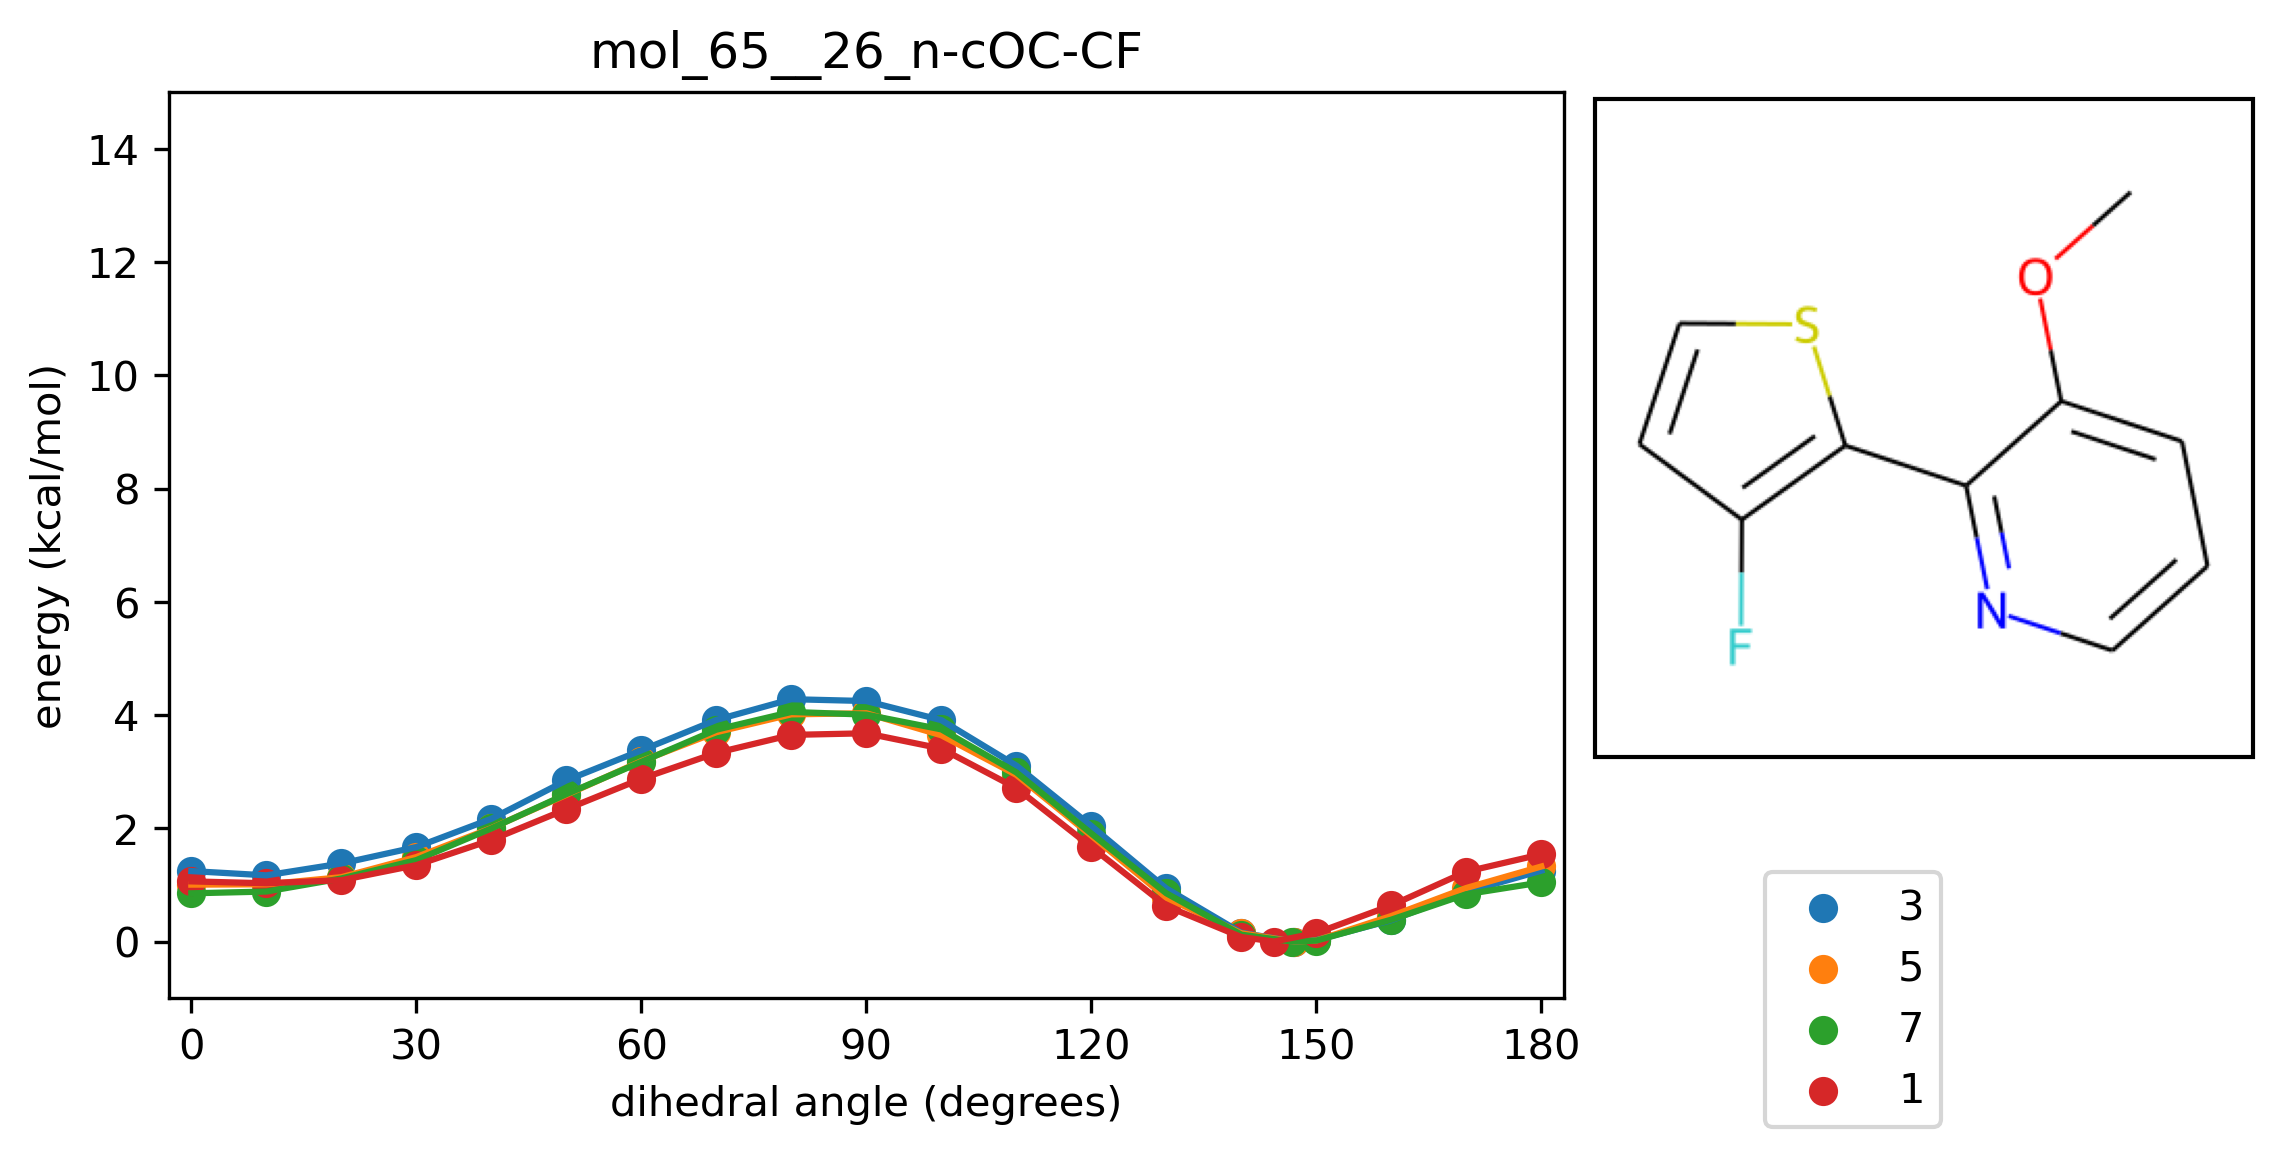 mol_65__26_n-cOC-CF
14
12
10
8
6
4
2
0
energy (kcal/mol)
0 30 60 90 120 150 180
dihedral angle (degrees)
O
S
N
F
3
5
7
1